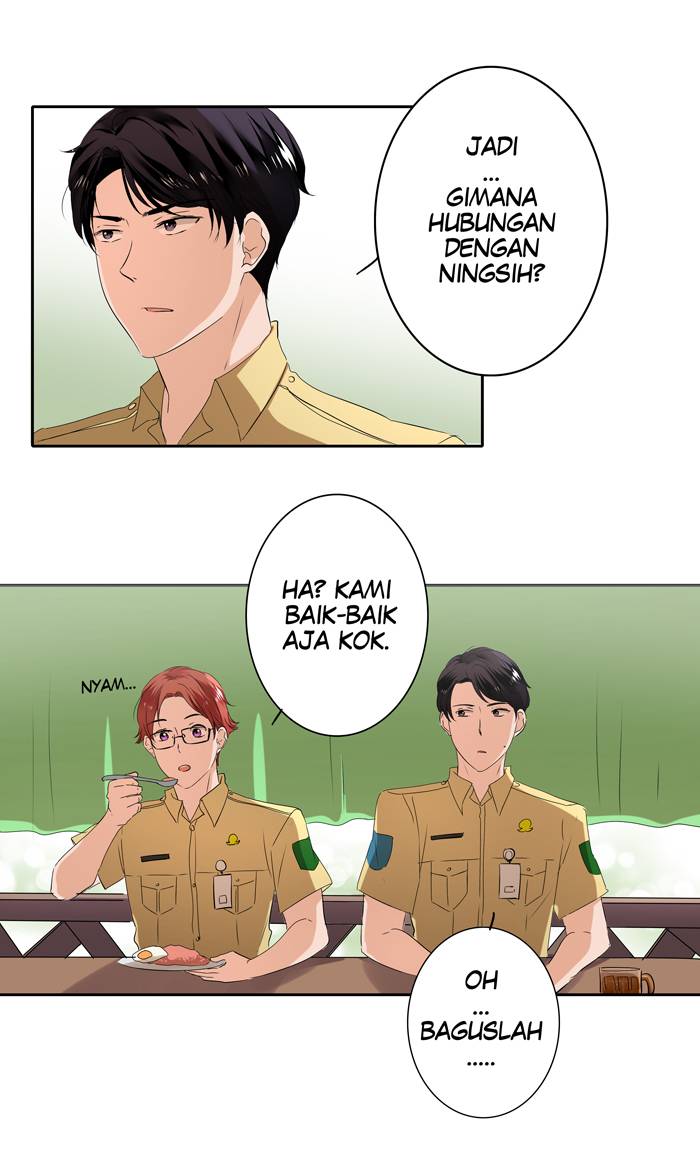 JADI
...
GIMANA
HUBUNGAN
DENGAN
NINGSIH?
HA? KAMI
BAIK-BAIK
AJA KOK.
NYAM...
OH
...
BAGUSLAH
.....